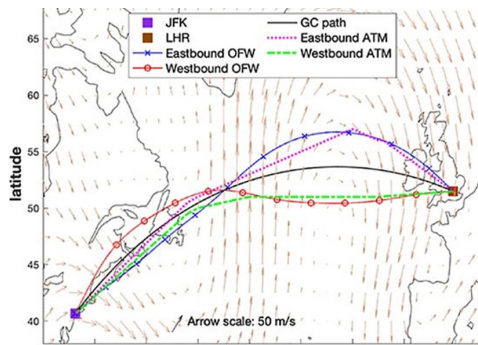 JFK
LHR
Eastbound OFW
Westbound OFW
GC path
Eastbound ATM
Westbound ATM
65
60
55
50
45
40
latitude
Arrow scale: 50 m/s